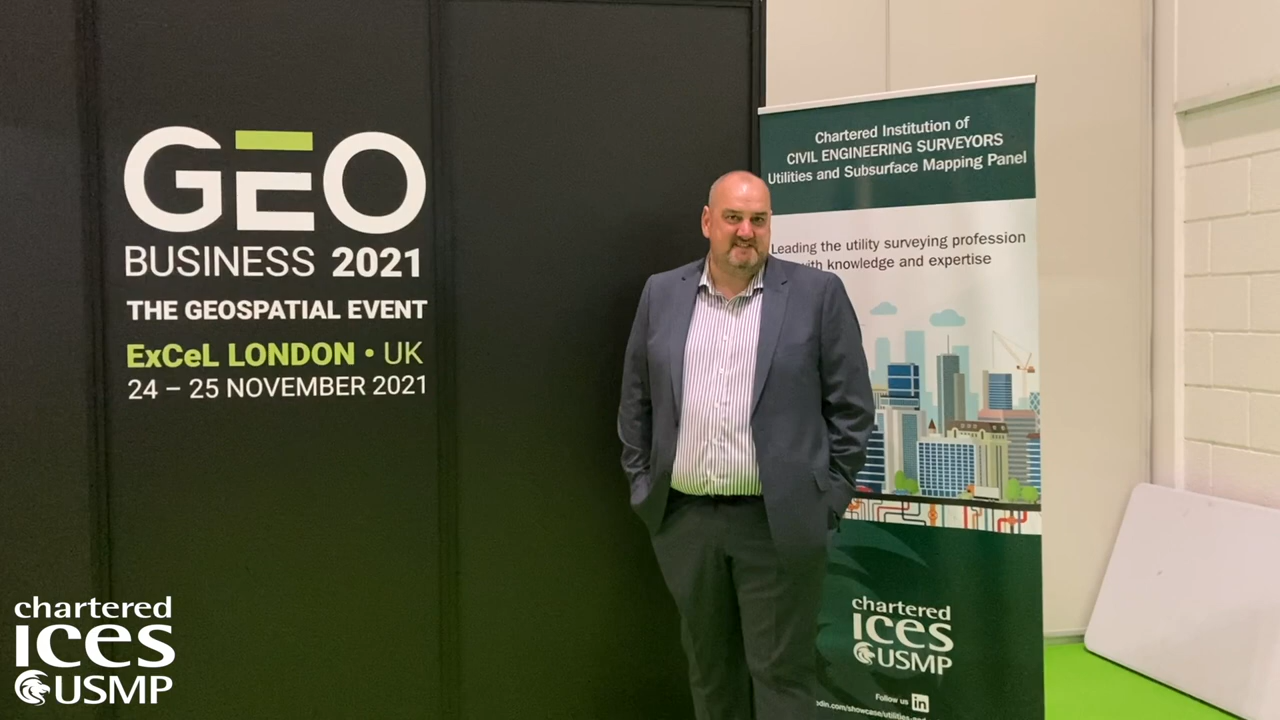 GEO
BUSINESS 2021
THE GEOSPATIAL EVENT
ExCeL LONDON • UK
24 – 25 NOVEMBER 2021
Chartered Institution of
CIVIL ENGINEERING SURVEYORS
Utilities and Subsurface Mapping Panel
Leading the utility surveying profession
with knowledge and expertise
chartered
ICES
USMP
Follow us in
chartered
ICES
USMP